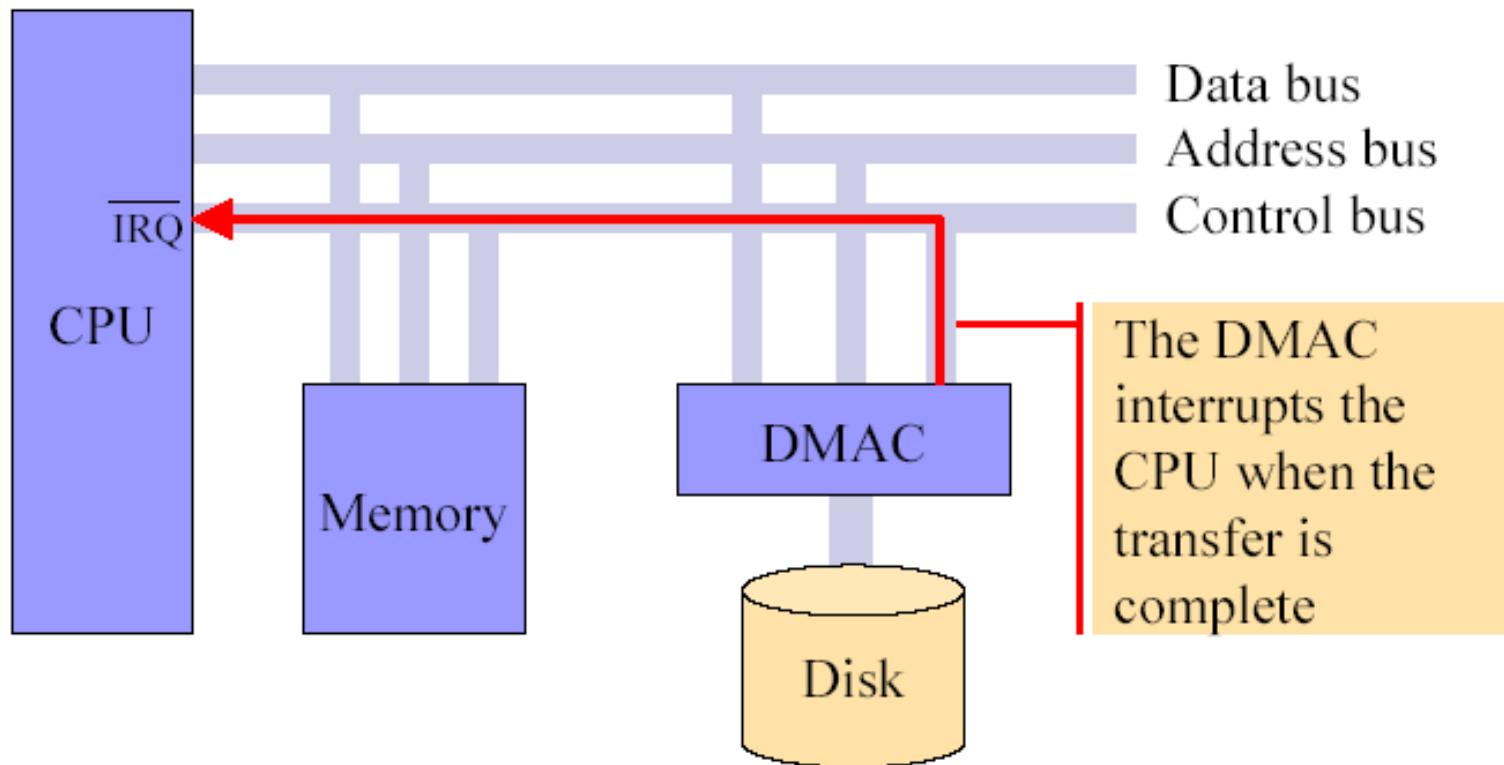 Data bus
Address bus
Control bus
IRQ
CPU
Memory
DMAC
Disk
The DMAC
interrupts the
CPU when the
transfer is
complete